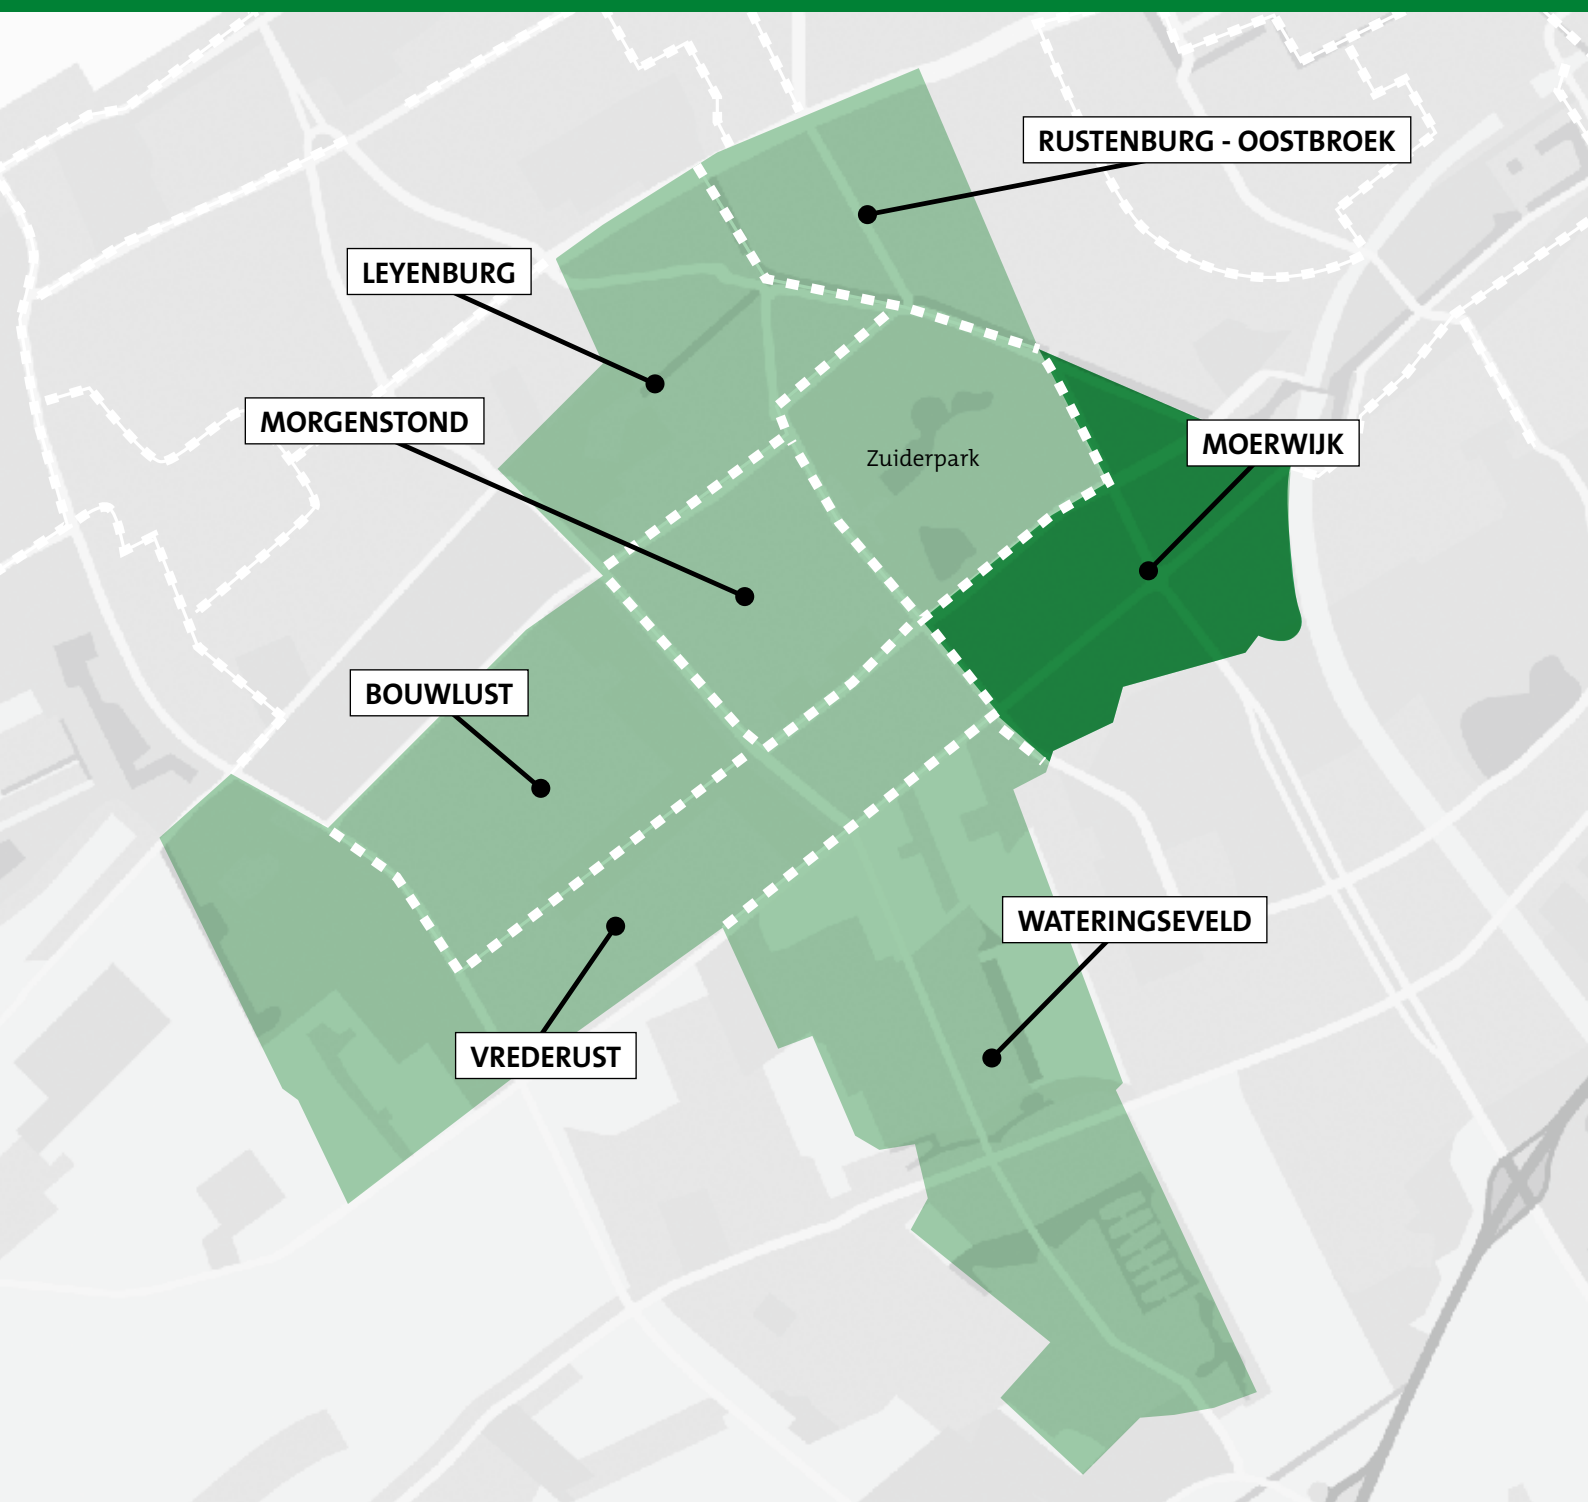 RUSTENBURG - OOSTBROEK
LEYENBURG
MORGENSTOND
MOERWIJK
Zuiderpark
BOUWLUST
WATERINGSEVELD
VREDERUST